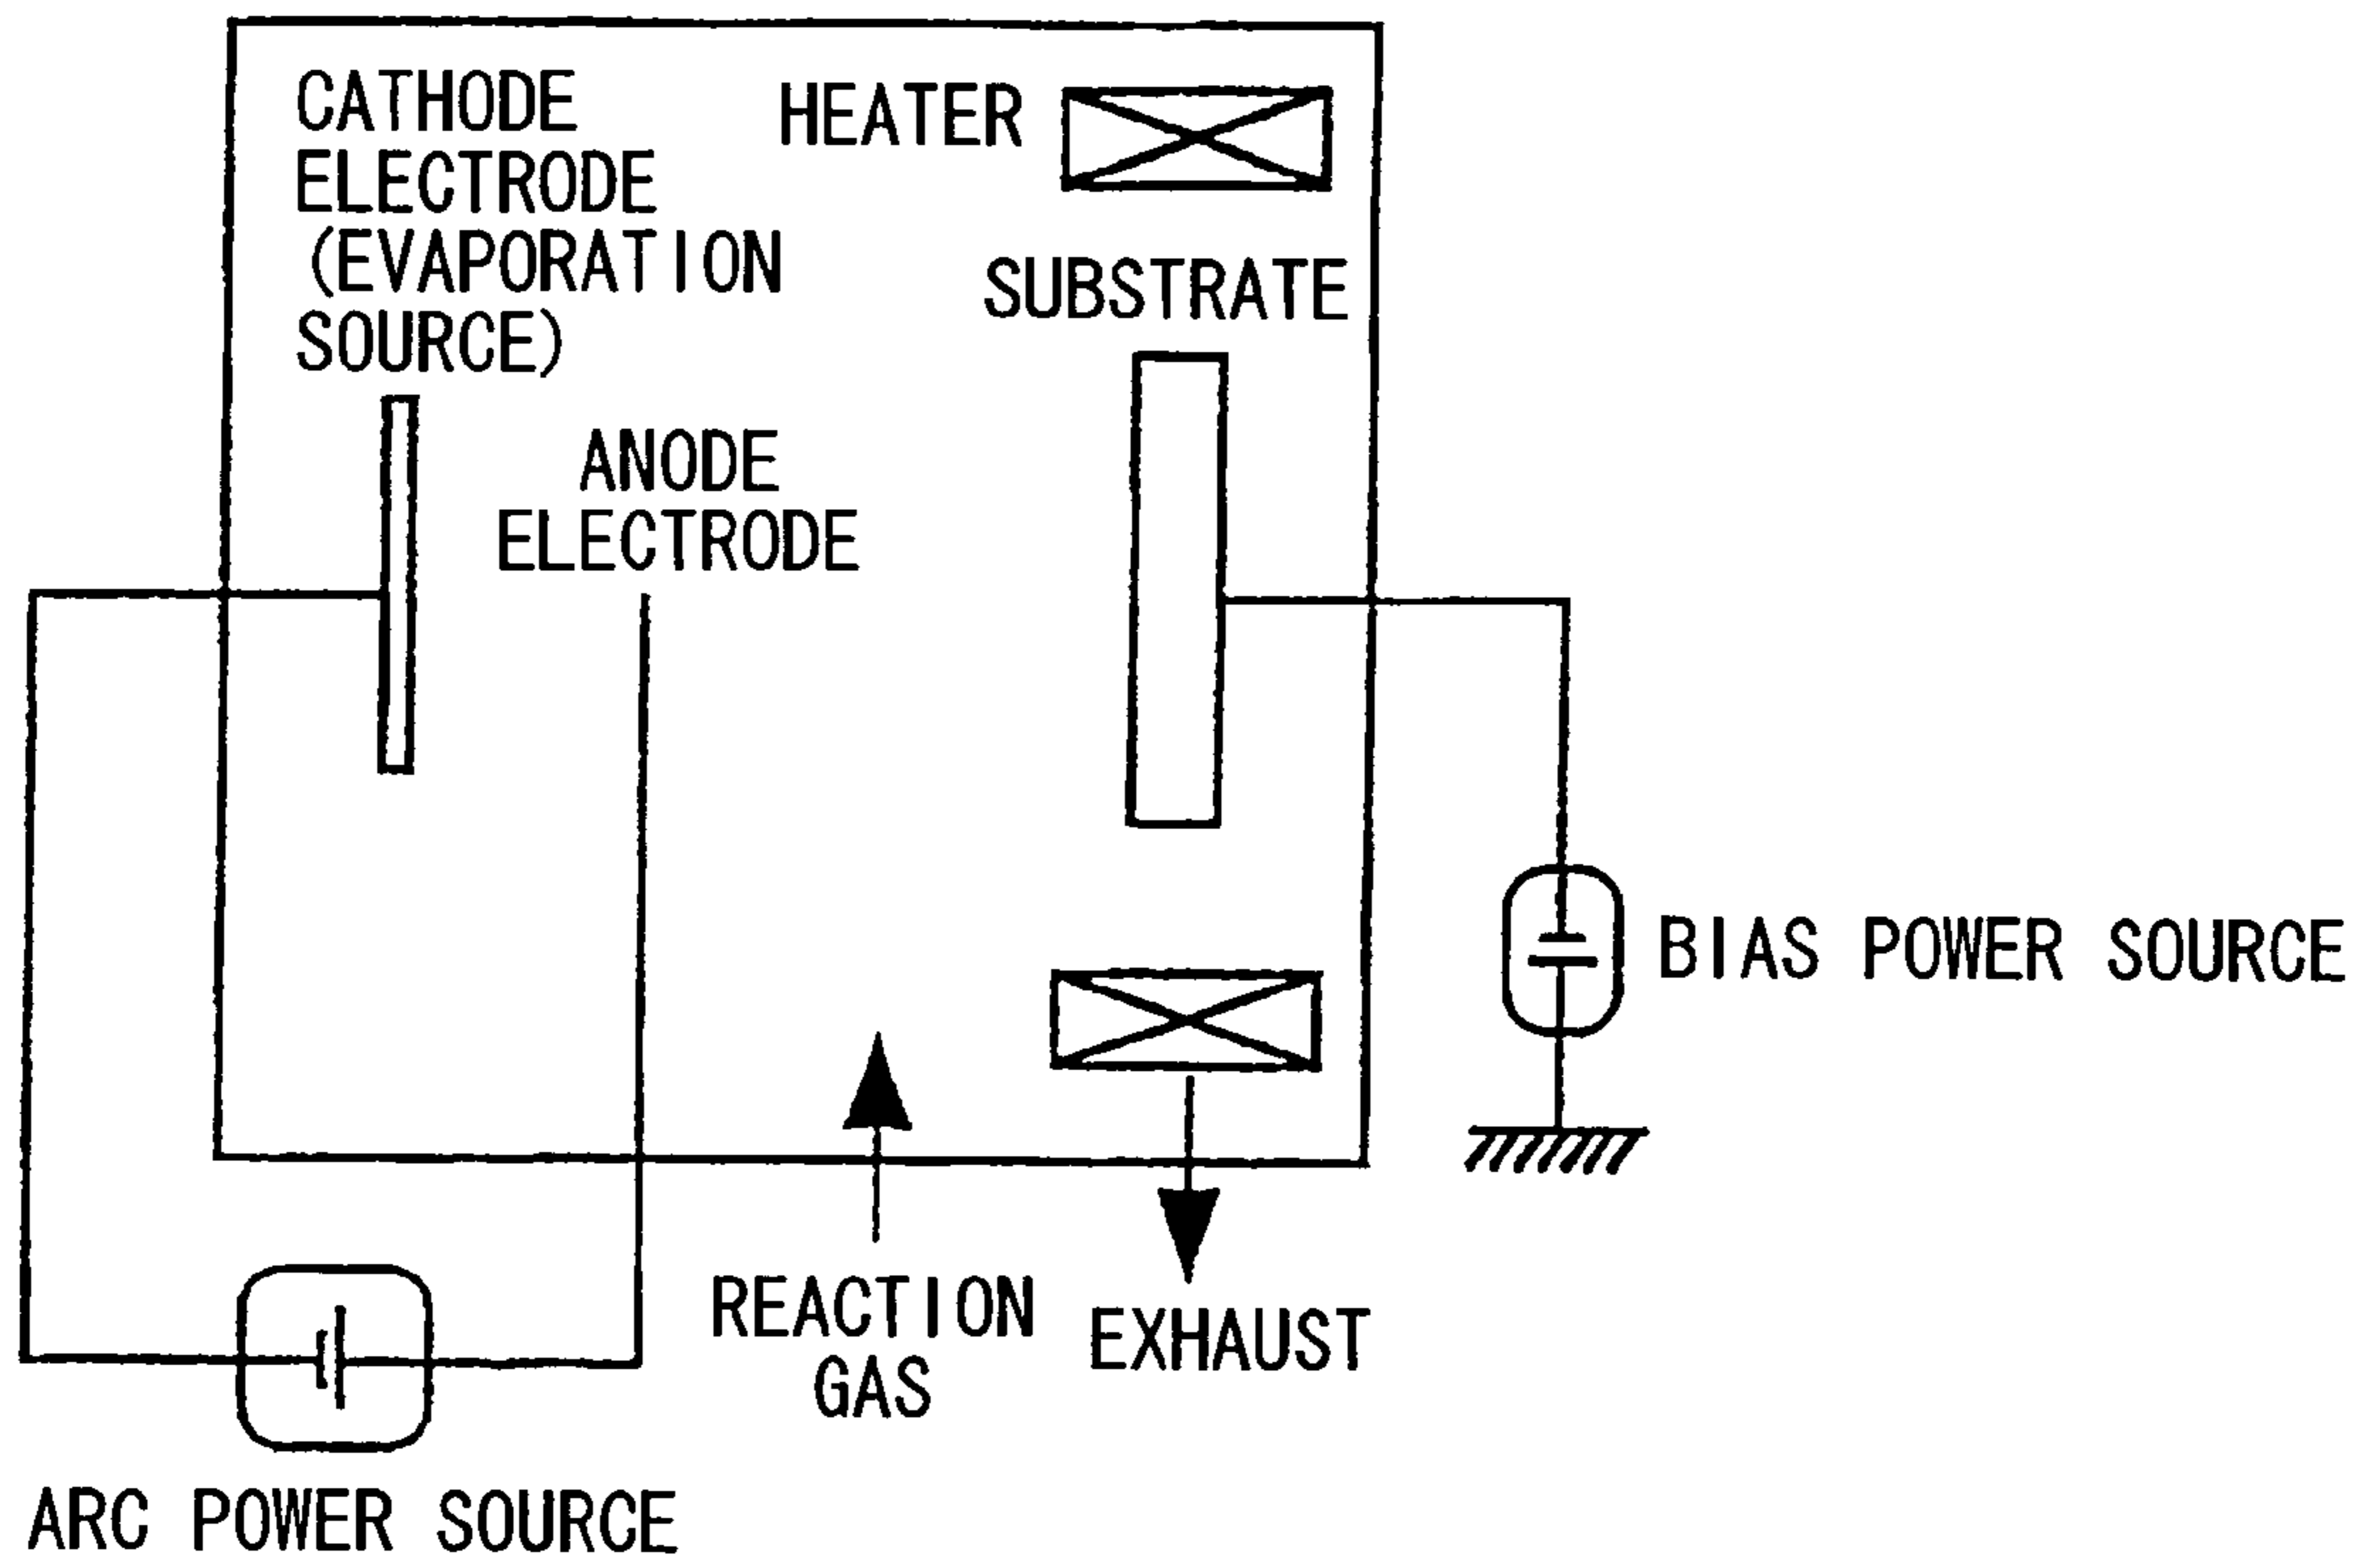 CATHODE
ELECTRODE
(EVAPORATION
SOURCE)
HEATER
SUBSTRATE
ANODE
ELECTRODE
BIAS POWER SOURCE
REACTION
GAS
EXHAUST
ARC POWER SOURCE